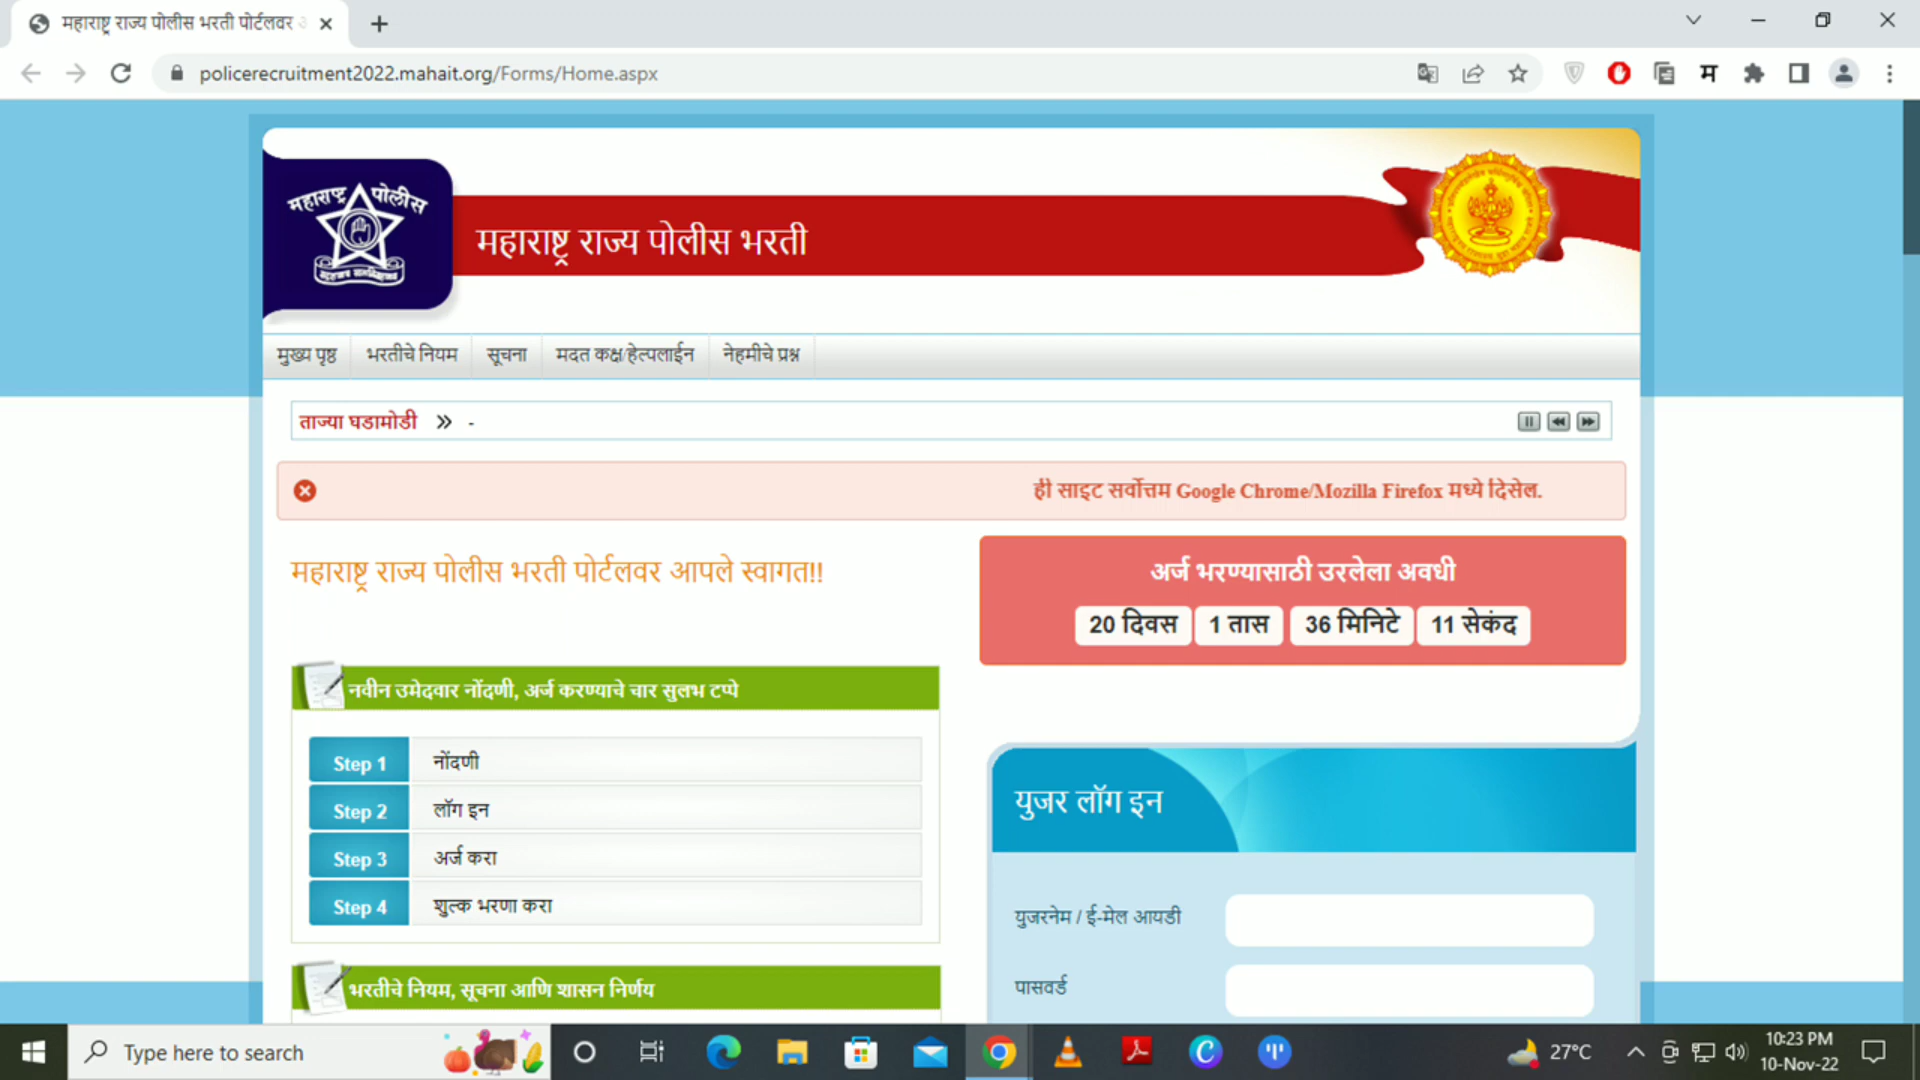 महाराष्ट्र राज्य पोलीस भरती पोर्टलवर
policerecruitment2022.mahait.org/Forms/Home.aspx
म
महाराष्ट्र पोलीस
महाराष्ट्र राज्य पोलीस भरती
मुख्य पृष्ठ
भरतीचे नियम
सूचना
मदत कक्ष/हेल्पलाईन
नेहमीचे प्रश्न
ताज्या घडामोडी » -
ही साइट सर्वोत्तम Google Chrome/Mozilla Firefox मध्ये दिसेल.
महाराष्ट्र राज्य पोलीस भरती पोर्टलवर आपले स्वागत!!
अर्ज भरण्यासाठी उरलेला अवधी
20 दिवस 1 तास 36 मिनिटे 11 सेकंद
नवीन उमेदवार नोंदणी, अर्ज करण्याचे चार सुलभ टप्पे
Step 1 नोंदणी
Step 2 लॉग इन
Step 3 अर्ज करा
Step 4 शुल्क भरणा करा
युजर लॉग इन
युजरनेम / ई-मेल आयडी
पासवर्ड
भरतीचे नियम, सूचना आणि शासन निर्णय
Type here to search
27°C
10:23 PM
10-Nov-22